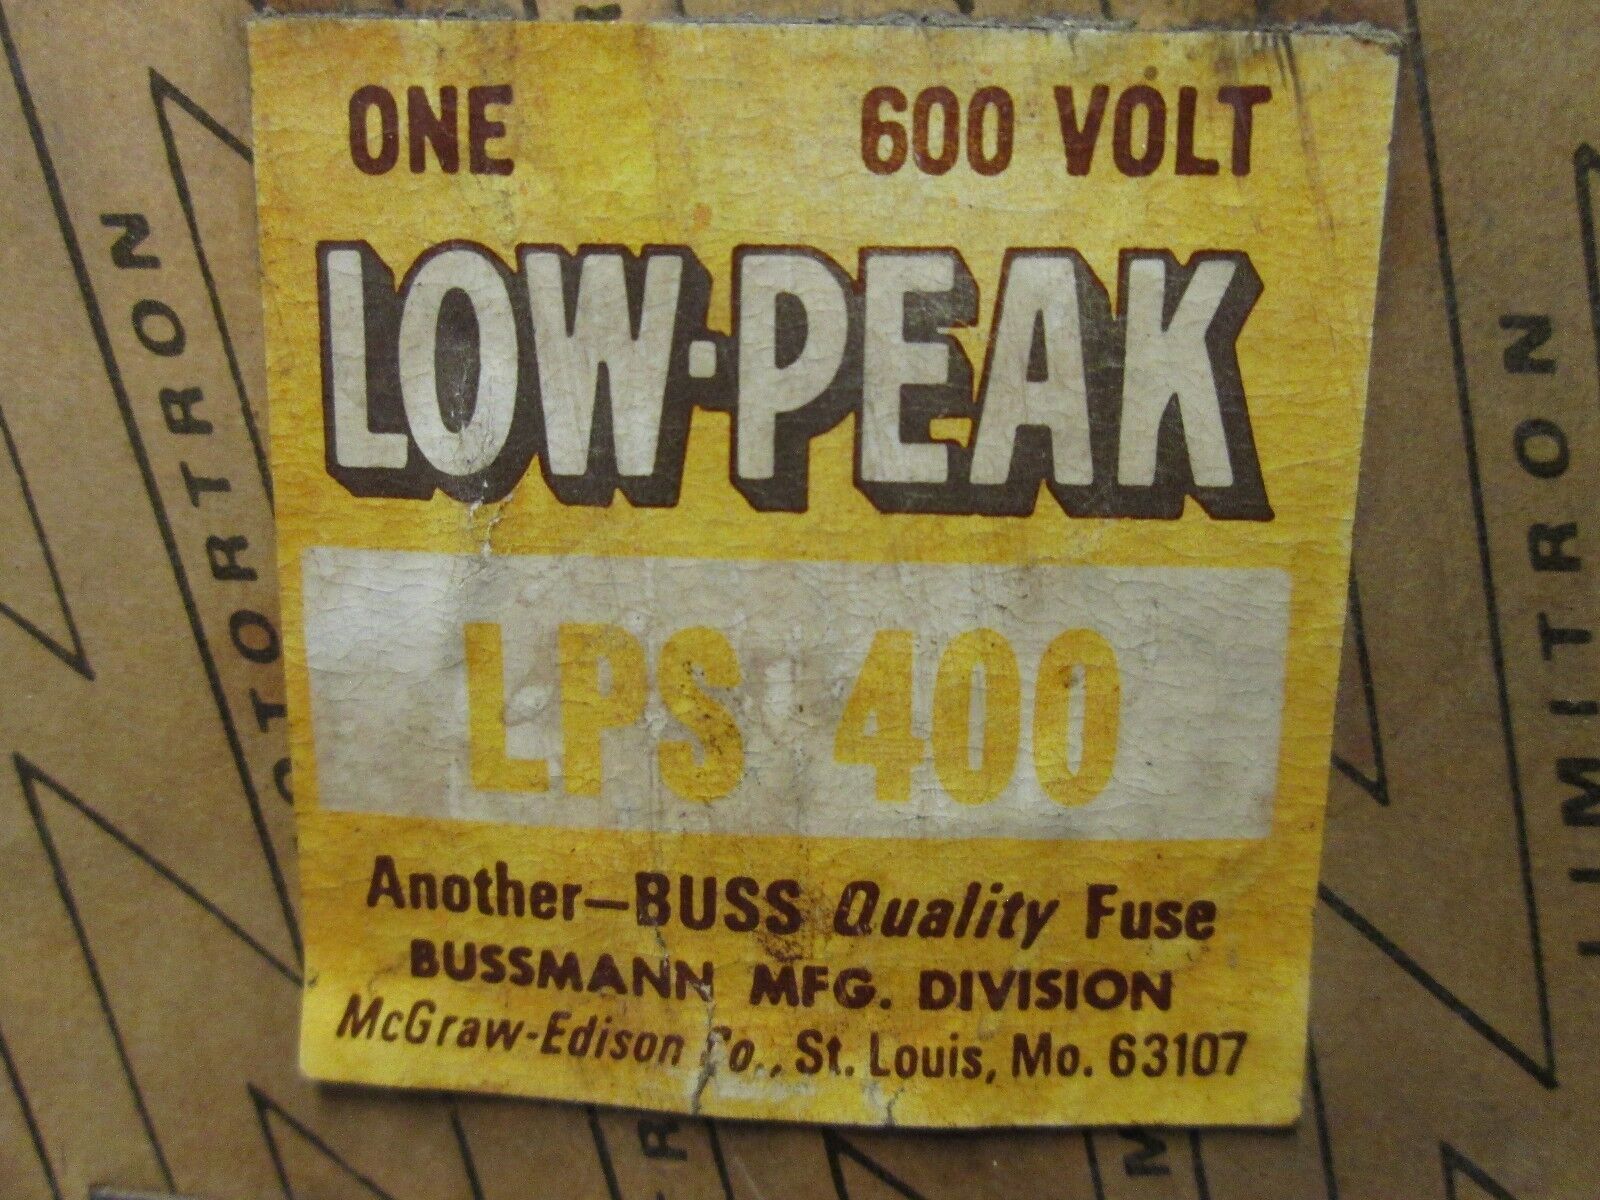 ONE 600 VOLT
LOW-PEAK
LPS 400
Another—BUSS Quality Fuse
BUSSMANN MFG. DIVISION
McGraw-Edison Co., St. Louis, Mo. 63107
LIMITRON